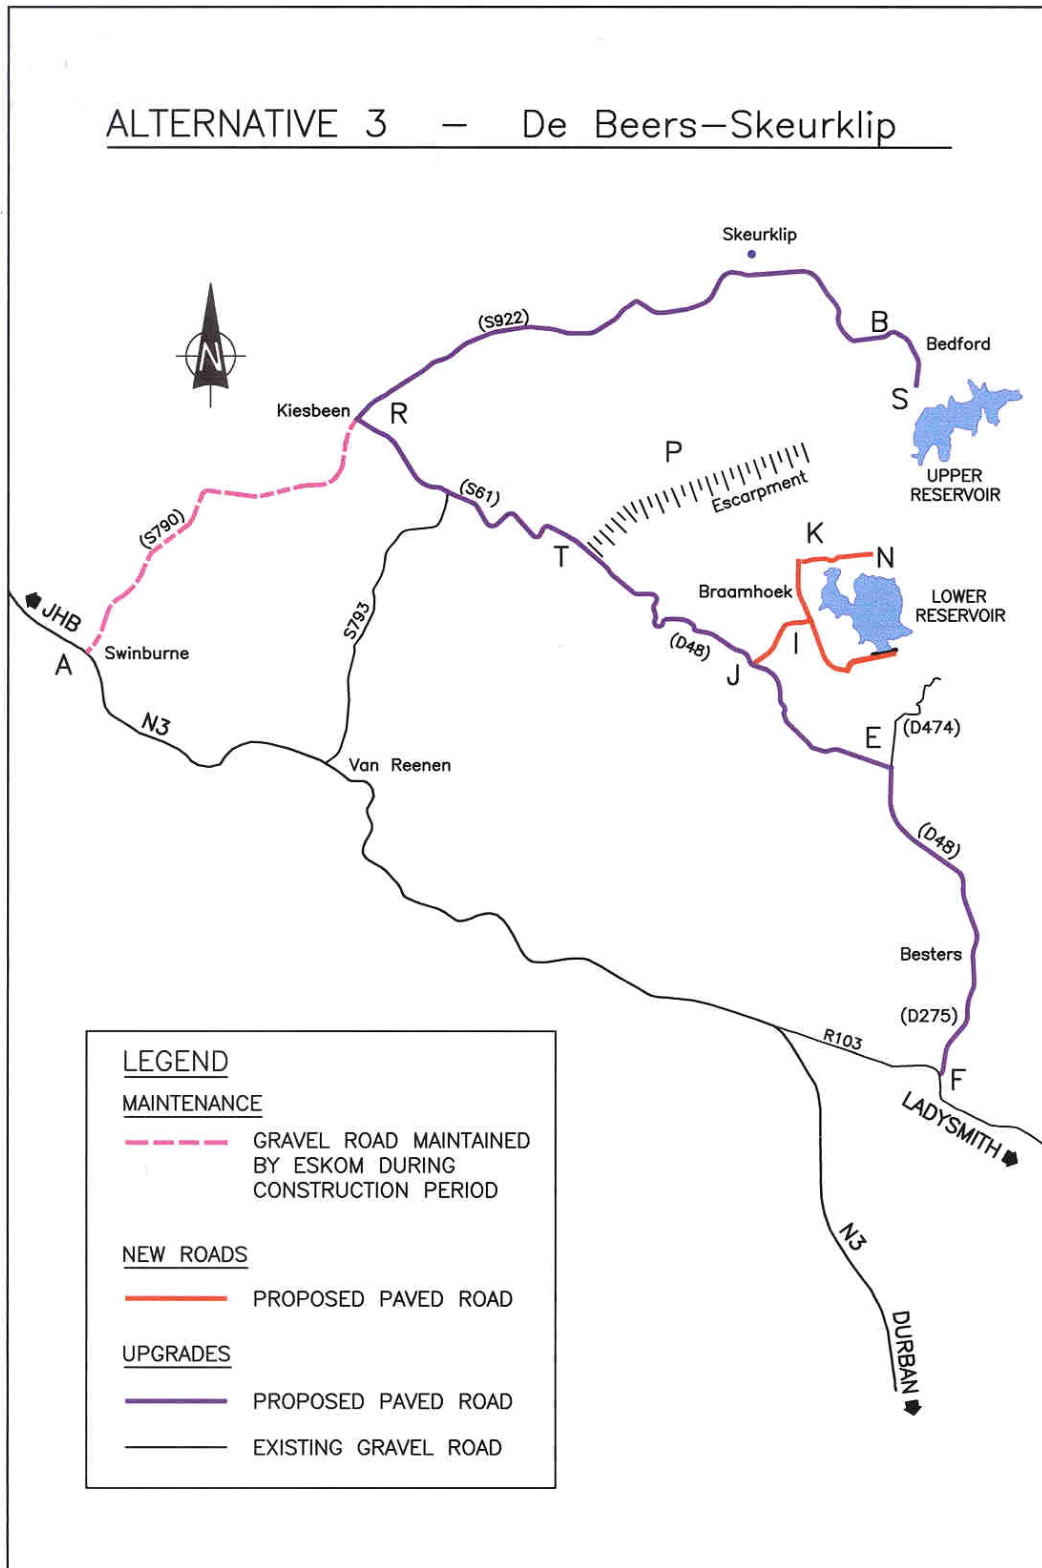 ALTERNATIVE 3 – De Beers–Skeurklip
Skeurklip
(S922)
B
Bedford
N
Kiesbeen
R
S
P
UPPER
RESERVOIR
(S61)
Escarpment
(S790)
T
K
N
Braamhoek
LOWER
RESERVOIR
JHB
S793
(D48)
I
A
Swinburne
J
N3
E
(D474)
Van Reenen
(D48)
Besters
(D275)
R103
F
LADYSMITH
LEGEND
MAINTENANCE
GRAVEL ROAD MAINTAINED
BY ESKOM DURING
CONSTRUCTION PERIOD
NEW ROADS
PROPOSED PAVED ROAD
UPGRADES
PROPOSED PAVED ROAD
EXISTING GRAVEL ROAD
N3
DURBAN